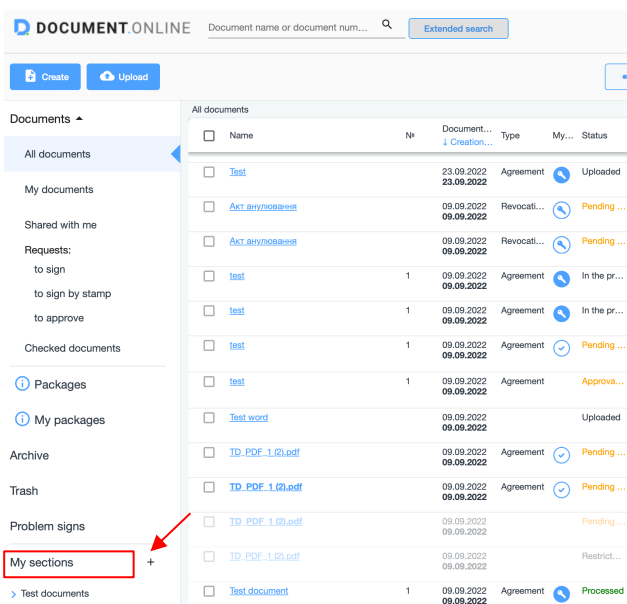 DOCUMENT.ONLINE Document name or document num... Extended search
Create Upload
Documents
All documents
My documents
Shared with me
Requests:
to sign
to sign by stamp
to approve
Checked documents
Packages
My packages
Archive
Trash
Problem signs
My sections +
Test documents
All documents
Name № Document... ↓ Creation... Type My... Status
Test 23.09.2022 23.09.2022 Agreement Uploaded
Акт анулювання 09.09.2022 09.09.2022 Revocati... Pending ...
Акт анулювання 09.09.2022 09.09.2022 Revocati... Pending ...
test 1 09.09.2022 09.09.2022 Agreement In the pr...
test 1 09.09.2022 09.09.2022 Agreement In the pr...
test 1 09.09.2022 09.09.2022 Agreement Pending ...
test 1 09.09.2022 09.09.2022 Agreement Approva...
Test word 09.09.2022 09.09.2022 Uploaded
TD_PDF_1 (2).pdf 09.09.2022 09.09.2022 Agreement Pending ...
TD_PDF_1 (2).pdf 09.09.2022 09.09.2022 Agreement Pending ...
TD_PDF_1 (2).pdf 09.09.2022 09.09.2022 Pending ...
TD_PDF_1 (2).pdf 09.09.2022 09.09.2022 Restrict...
Test document 1 09.09.2022 09.09.2022 Agreement Processed